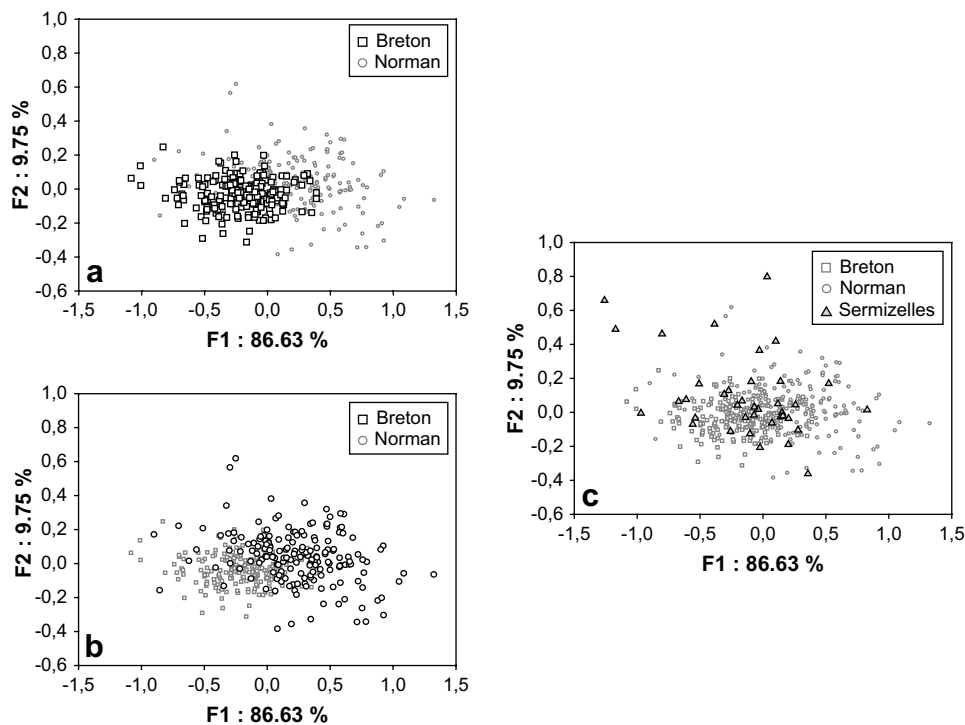 1,0
0,8
0,6
0,4
0,2
0,0
-0,2
-0,4
-0,6
F2 : 9.75 %
Breton
Norman
a
-1,5 -1,0 -0,5 0,0 0,5 1,0 1,5
F1 : 86.63 %
1,0
0,8
0,6
0,4
0,2
0,0
-0,2
-0,4
-0,6
F2 : 9.75 %
Breton
Norman
b
-1,5 -1,0 -0,5 0,0 0,5 1,0 1,5
F1 : 86.63 %
1,0
0,8
0,6
0,4
0,2
0,0
-0,2
-0,4
-0,6
F2 : 9.75 %
Breton
Norman
Sermizelles
c
-1,5 -1,0 -0,5 0,0 0,5 1,0 1,5
F1 : 86.63 %